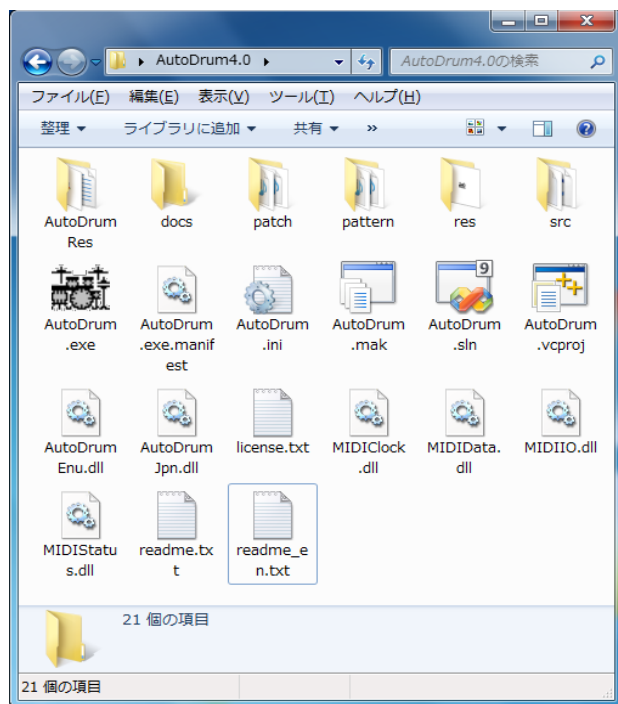 AutoDrum4.0
AutoDrum4.0の検索
ファイル(F) 編集(E) 表示(V) ツール(T) ヘルプ(H)
整理 ライブラリに追加 共有 »
AutoDrum
Res
docs
patch
pattern
res
src
AutoDrum
.exe
AutoDrum
.exe.manif
est
AutoDrum
.ini
AutoDrum
.mak
9
AutoDrum
.sln
AutoDrum
.vcproj
AutoDrum
Enu.dll
AutoDrum
Jpn.dll
license.txt
MIDIClock
.dll
MIDIData.
dll
MIDIIO.dll
MIDIStatu
s.dll
readme.tx
t
readme_e
n.txt
21 個の項目
21 個の項目